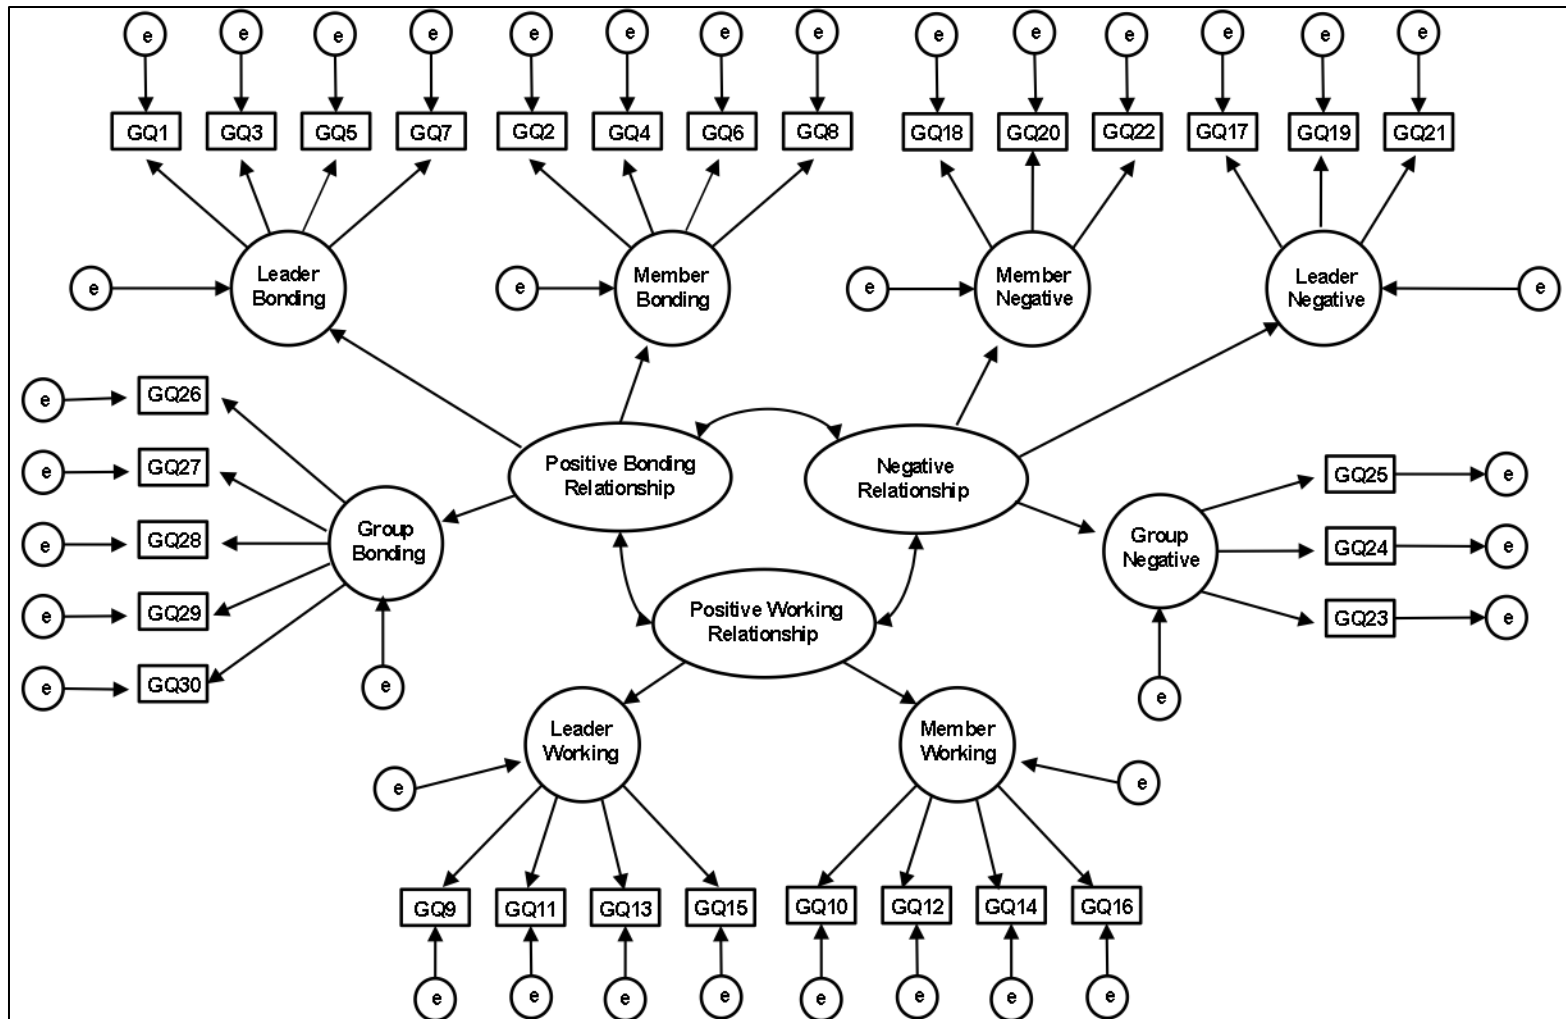 e e e e e e e e e e e e e e
GQ1 GQ3 GQ5 GQ7 GQ2 GQ4 GQ6 GQ8 GQ18 GQ20 GQ22 GQ17 GQ19 GQ21
Leader Member Member Leader
e Bonding e Bonding e Negative Negative e
e GQ26
Positive Bonding Negative
Relationship Relationship
e GQ27 GQ25 e
Group Group
Bonding Negative
e GQ28 GQ24 e
Positive Working
Relationship
e GQ29 GQ23 e
e GQ30 e e
Leader Member
Working Working
e e
GQ9 GQ11 GQ13 GQ15 GQ10 GQ12 GQ14 GQ16
e e e e e e e e